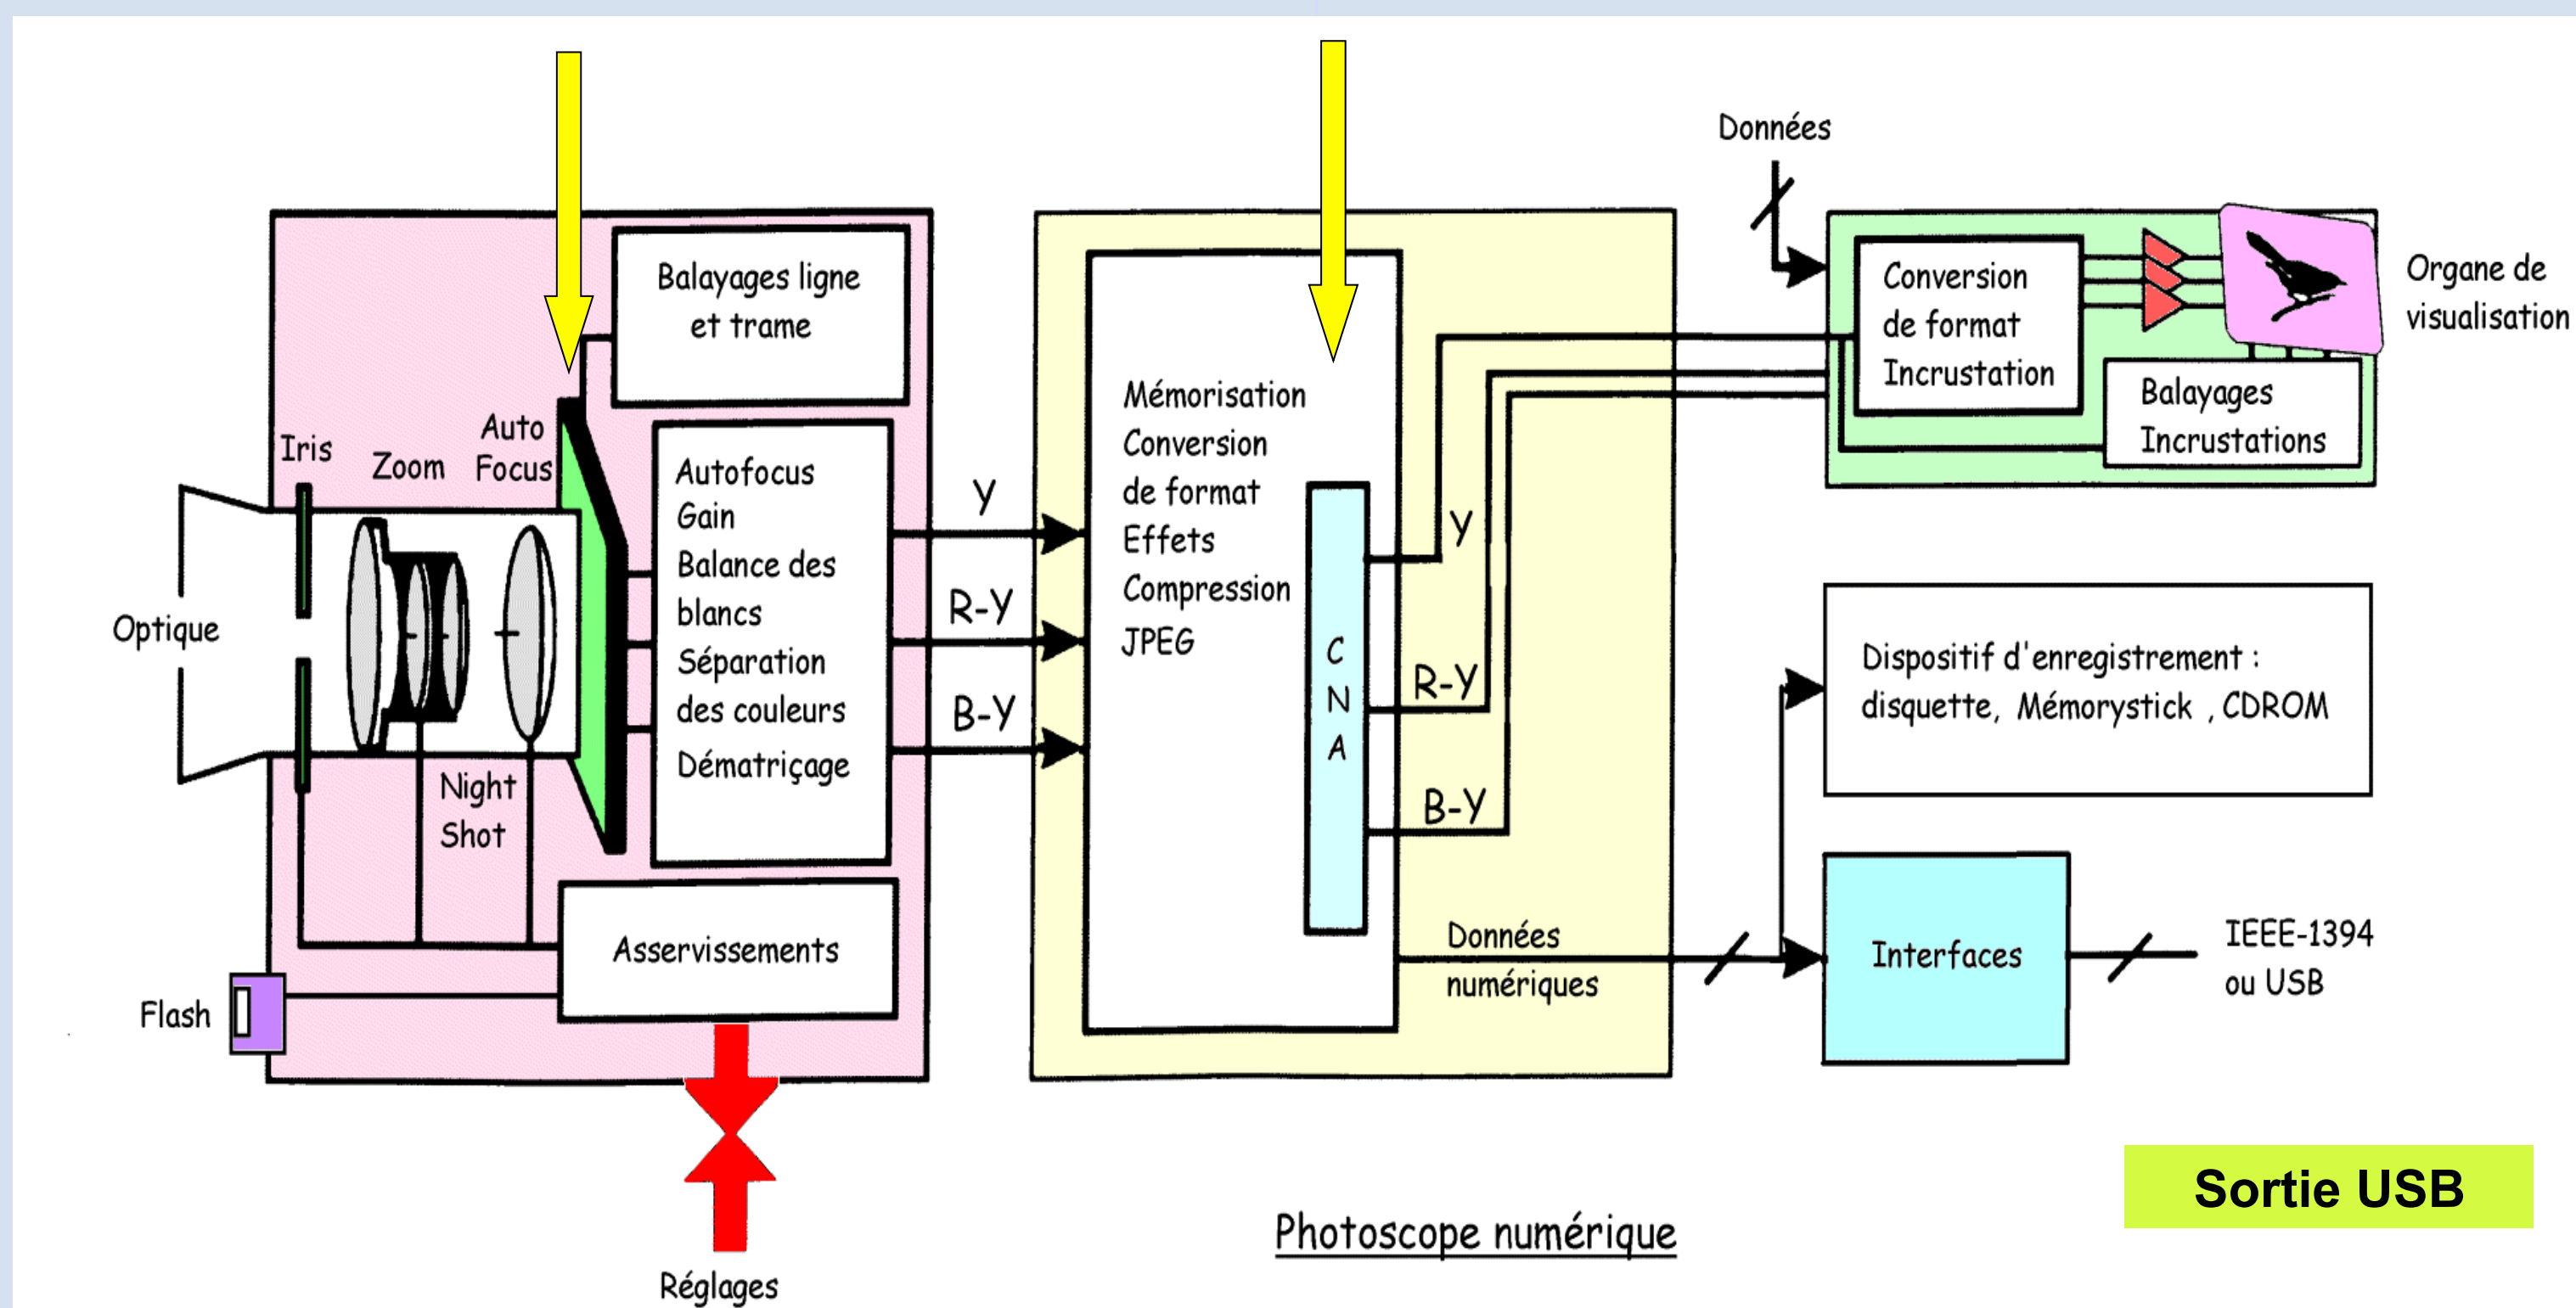 Données
Balayages ligne
et trame
Iris
Zoom
Auto
Focus
Optique
Night
Shot
Autofocus
Gain
Balance des
blancs
Séparation
des couleurs
Dématriçage
Asservissements
Flash
Réglages
Y
R-Y
B-Y
Mémorisation
Conversion
de format
Effets
Compression
JPEG
C
N
A
Y
R-Y
B-Y
Données
numériques
Conversion
de format
Incrustation
Balayages
Incrustations
Organe de
visualisation
Dispositif d'enregistrement :
disquette, Mémorystick , CDROM
Interfaces
IEEE-1394
ou USB
Sortie USB
Photoscope numérique